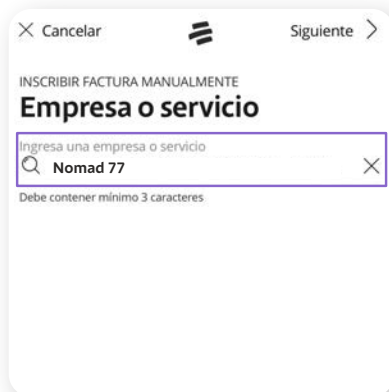 Cancelar Siguiente
INSCRIBIR FACTURA MANUALMENTE
Empresa o servicio
Ingresa una empresa o servicio
Nomad 77
Debe contener mínimo 3 caracteres